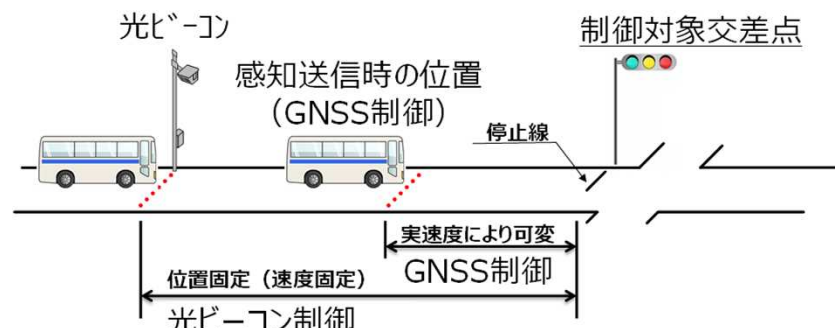 光ビーコン
制御対象交差点
感知送信時の位置
（GNSS制御）
停止線
実速度により可変
GNSS制御
位置固定（速度固定）
光ビーコン制御